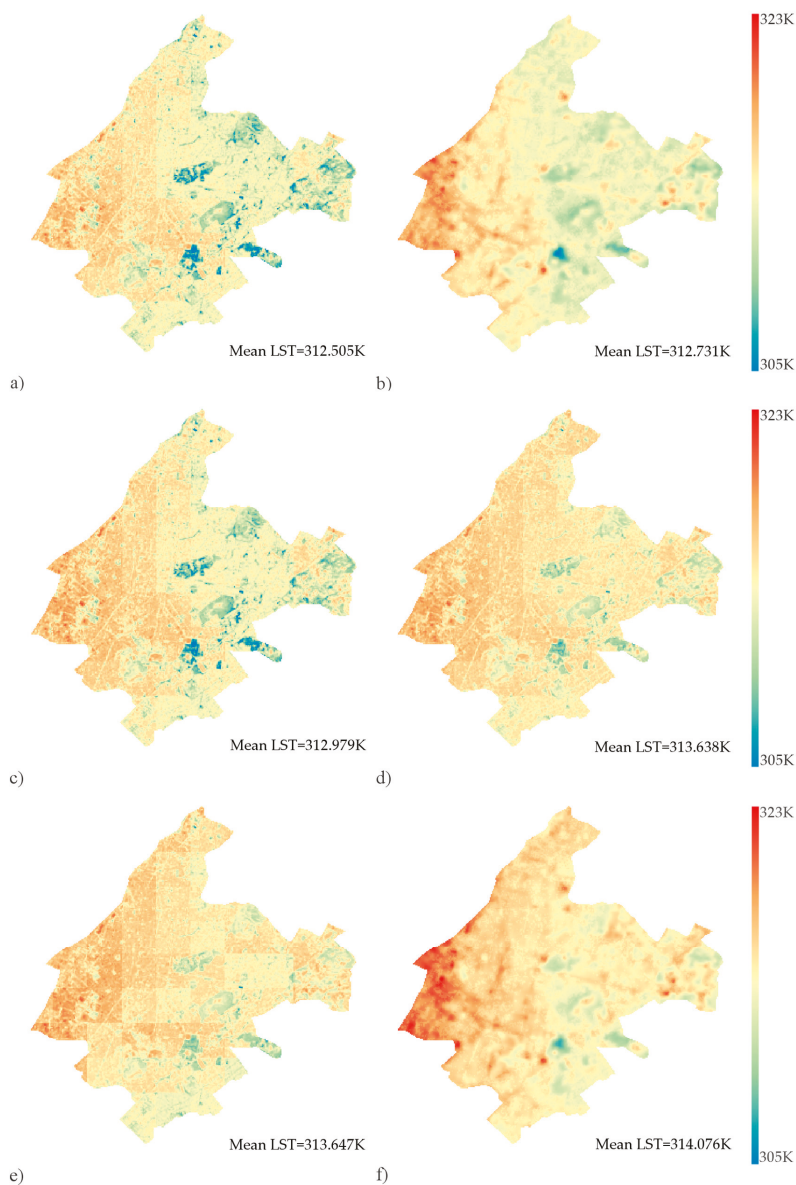 323K
Mean LST=312.505K
Mean LST=312.731K
305K
a)
b)
323K
Mean LST=312.979K
Mean LST=313.638K
305K
c)
d)
323K
Mean LST=313.647K
Mean LST=314.076K
305K
e)
f)